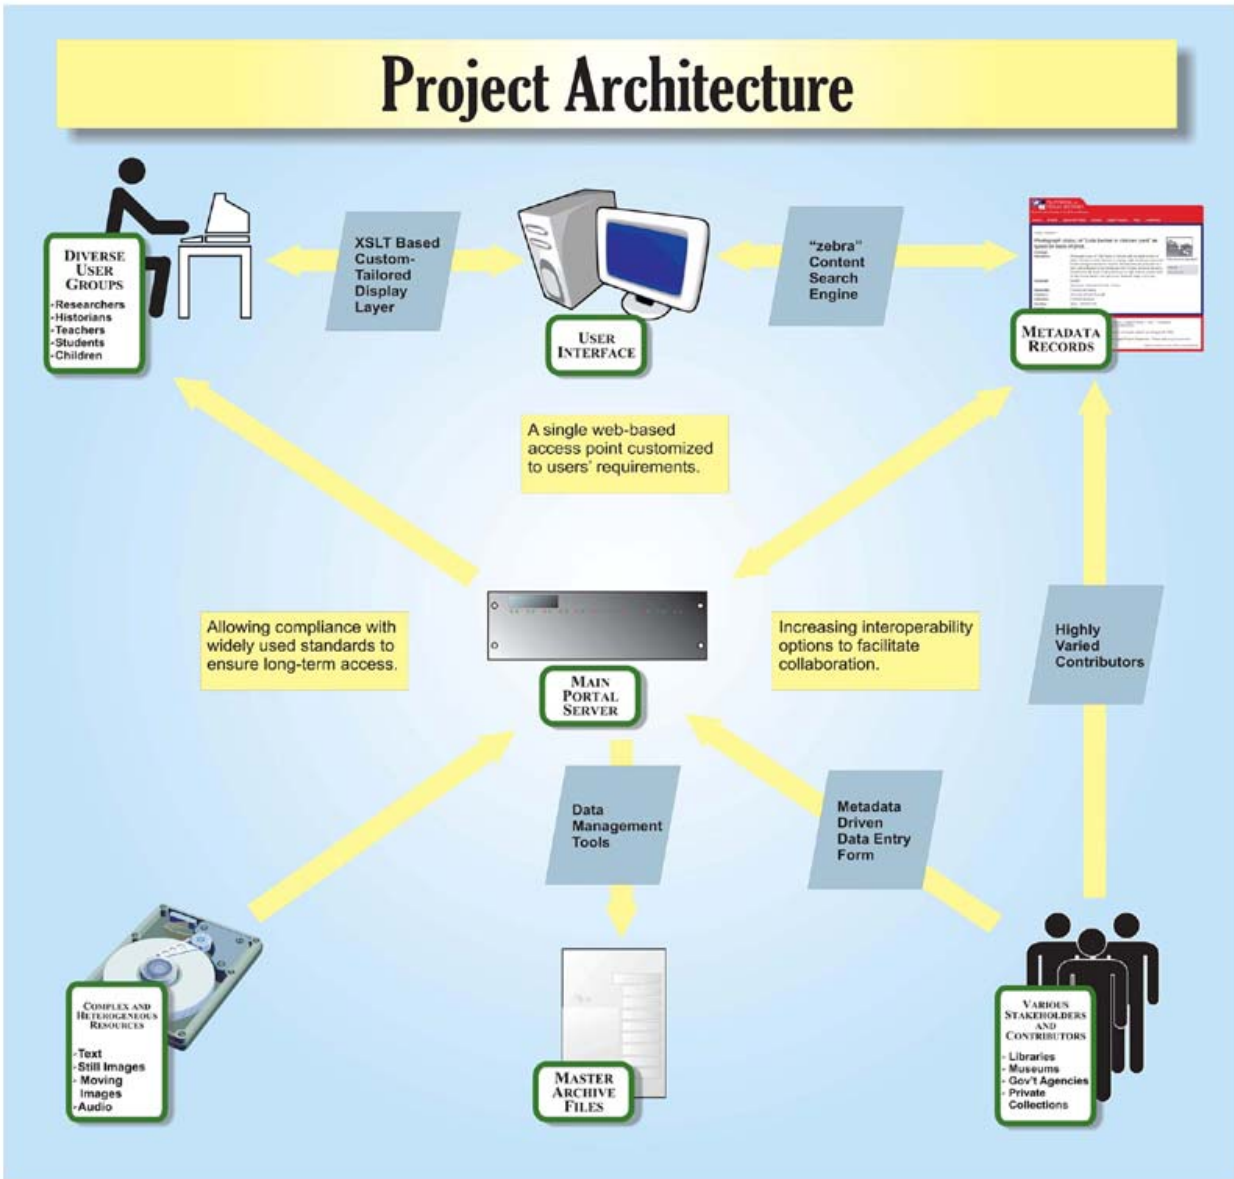 Project Architecture
XSLT Based
Custom-
Tailored
Display
Layer
"zebra"
Content
Search
Engine
DIVERSE
USER
GROUPS
-Researchers
-Historians
-Teachers
-Students
-Children
USER
INTERFACE
METADATA
RECORDS
A single web-based
access point customized
to users' requirements.
Allowing compliance with
widely used standards to
ensure long-term access.
Increasing interoperability
options to facilitate
collaboration.
Highly
Varied
Contributors
MAIN
PORTAL
SERVER
Data
Management
Tools
Metadata
Driven
Data Entry
Form
COMPLEX AND
HETEROGENEOUS
RESOURCES
-Text
-Still Images
- Moving
Images
-Audio
MASTER
ARCHIVE
FILES
VARIOUS
STAKEHOLDERS
AND
CONTRIBUTORS
- Libraries
- Museums
- Gov't Agencies
- Private
Collections